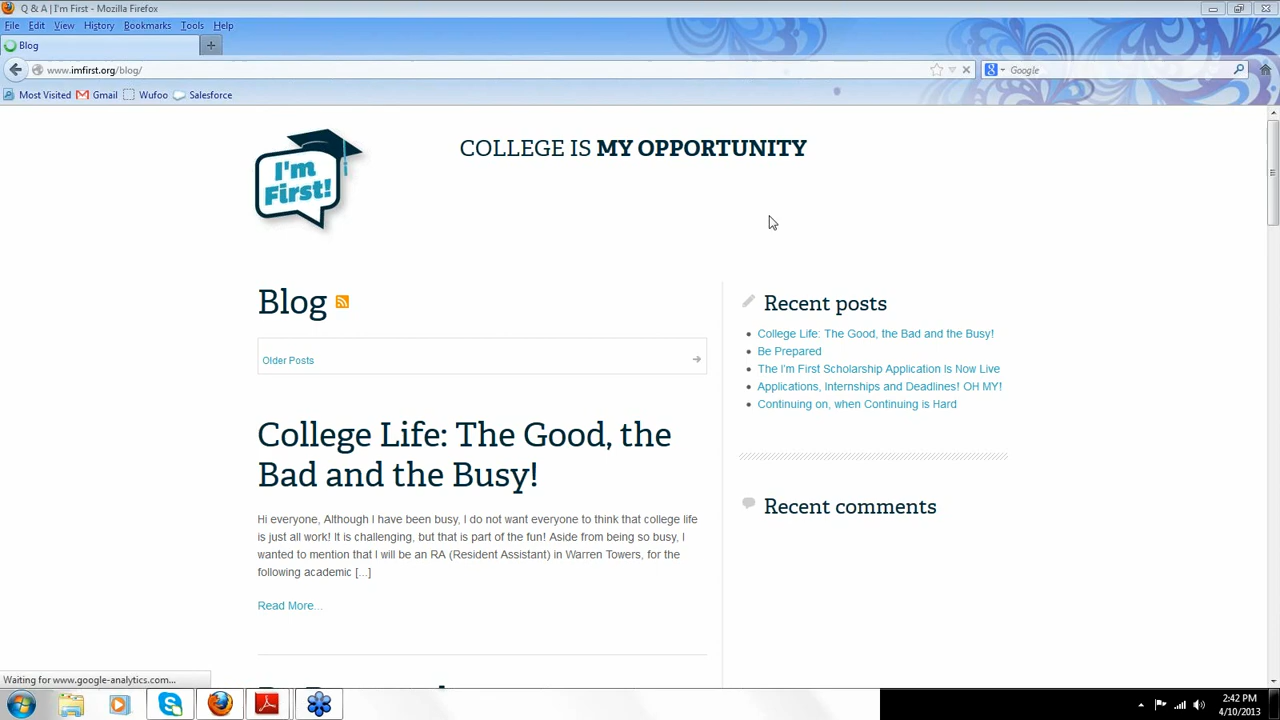 Q & A | I'm First - Mozilla Firefox
File Edit View History Bookmarks Tools Help
Blog
www.imfirst.org/blog/
Google
Most Visited Gmail Wufoo Salesforce
I'm
First!
COLLEGE IS MY OPPORTUNITY
Blog
Older Posts
College Life: The Good, the
Bad and the Busy!
Hi everyone, Although I have been busy, I do not want everyone to think that college life
is just all work! It is challenging, but that is part of the fun! Aside from being so busy, I
wanted to mention that I will be an RA (Resident Assistant) in Warren Towers, for the
following academic [...]
Read More...
Recent posts
College Life: The Good, the Bad and the Busy!
Be Prepared
The I'm First Scholarship Application Is Now Live
Applications, Internships and Deadlines! OH MY!
Continuing on, when Continuing is Hard
Recent comments
Waiting for www.google-analytics.com...
2:42 PM
4/10/2013